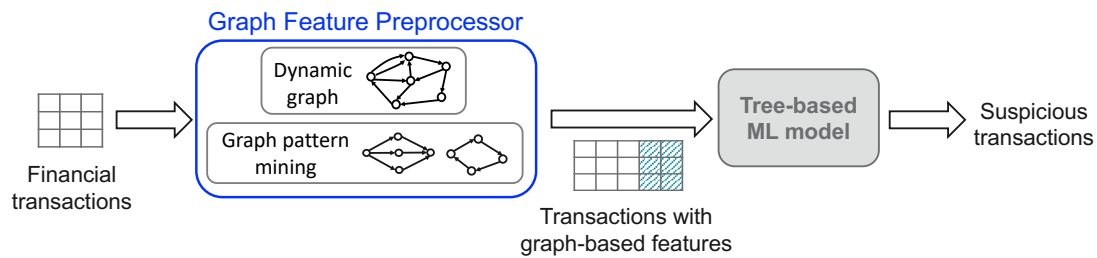 Graph Feature Preprocessor
Dynamic
graph
Graph pattern
mining
Financial
transactions
Transactions with
graph-based features
Tree-based
ML model
Suspicious
transactions